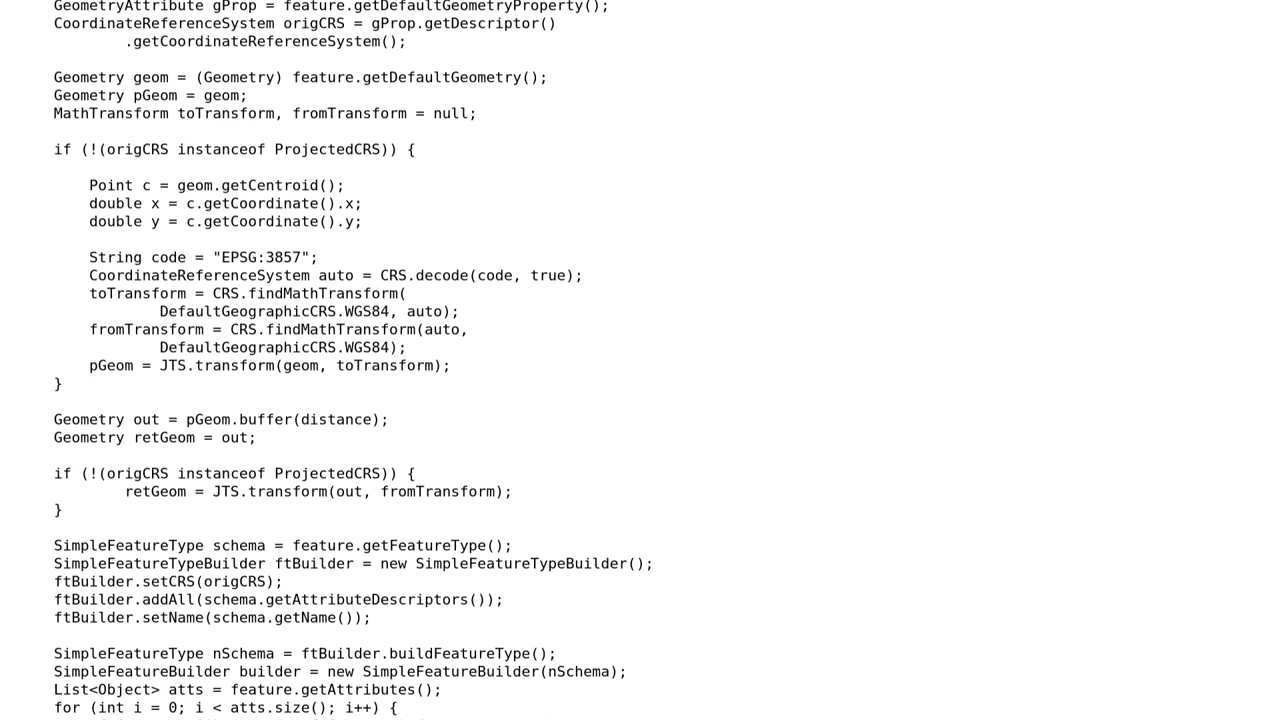 GeometryAttribute gProp = feature.getDefaultGeometryProperty();
CoordinateReferenceSystem origCRS = gProp.getDescriptor()
.getCoordinateReferenceSystem();
Geometry geom = (Geometry) feature.getDefaultGeometry();
Geometry pGeom = geom;
MathTransform toTransform, fromTransform = null;
if (!(origCRS instanceof ProjectedCRS)) {
Point c = geom.getCentroid();
double x = c.getCoordinate().x;
double y = c.getCoordinate().y;
String code = "EPSG:3857";
CoordinateReferenceSystem auto = CRS.decode(code, true);
toTransform = CRS.findMathTransform(
DefaultGeographicCRS.WGS84, auto);
fromTransform = CRS.findMathTransform(auto,
DefaultGeographicCRS.WGS84);
pGeom = JTS.transform(geom, toTransform);
}
Geometry out = pGeom.buffer(distance);
Geometry retGeom = out;
if (!(origCRS instanceof ProjectedCRS)) {
retGeom = JTS.transform(out, fromTransform);
}
SimpleFeatureType schema = feature.getFeatureType();
SimpleFeatureTypeBuilder ftBuilder = new SimpleFeatureTypeBuilder();
ftBuilder.setCRS(origCRS);
ftBuilder.addAll(schema.getAttributeDescriptors());
ftBuilder.setName(schema.getName());
SimpleFeatureType nSchema = ftBuilder.buildFeatureType();
SimpleFeatureBuilder builder = new SimpleFeatureBuilder(nSchema);
List<Object> atts = feature.getAttributes();
for (int i = 0; i < atts.size(); i++) {